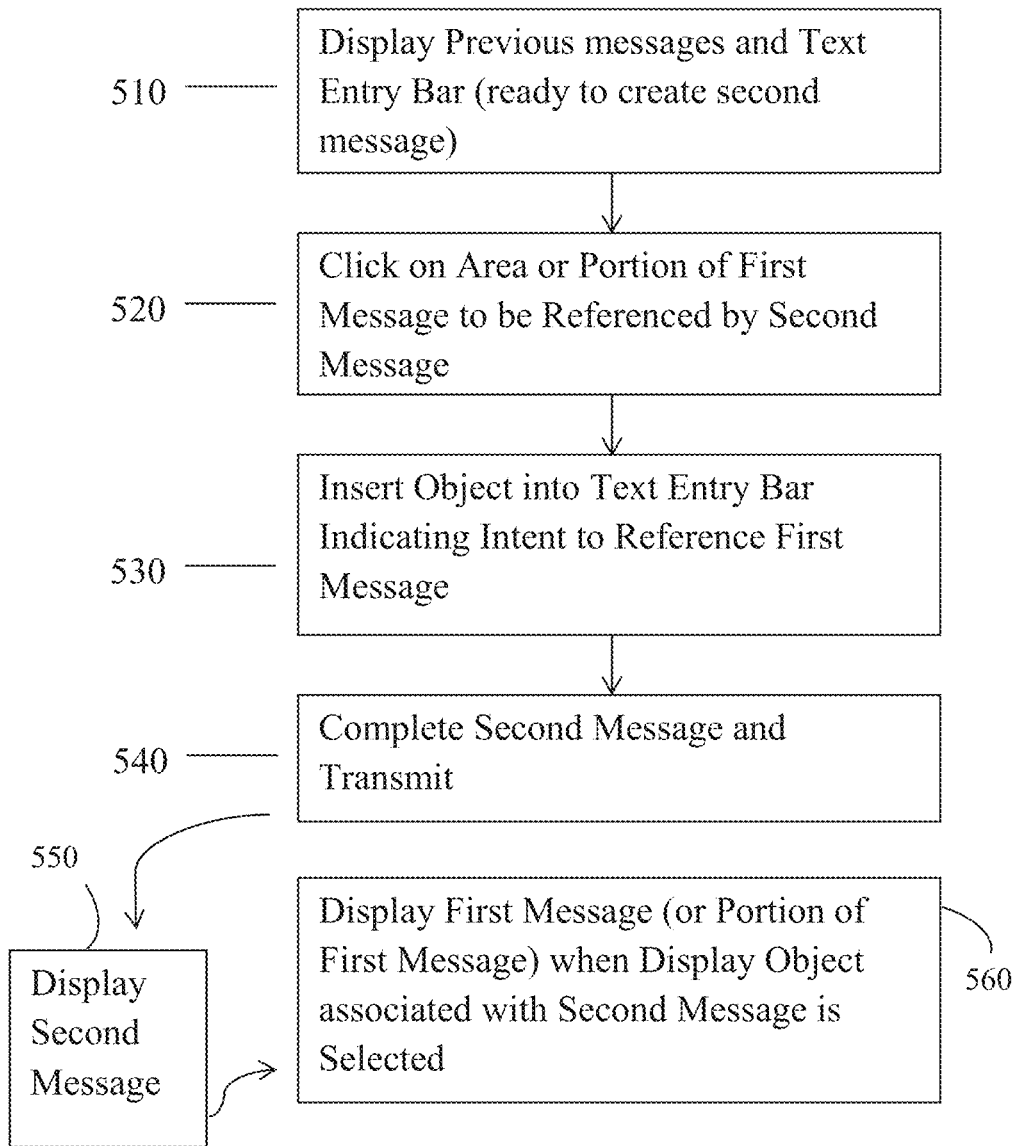 510
Display Previous messages and Text
Entry Bar (ready to create second
message)
520
Click on Area or Portion of First
Message to be Referenced by Second
Message
530
Insert Object into Text Entry Bar
Indicating Intent to Reference First
Message
540
Complete Second Message and
Transmit
550
Display
Second
Message
Display First Message (or Portion of
First Message) when Display Object
associated with Second Message is
Selected
560